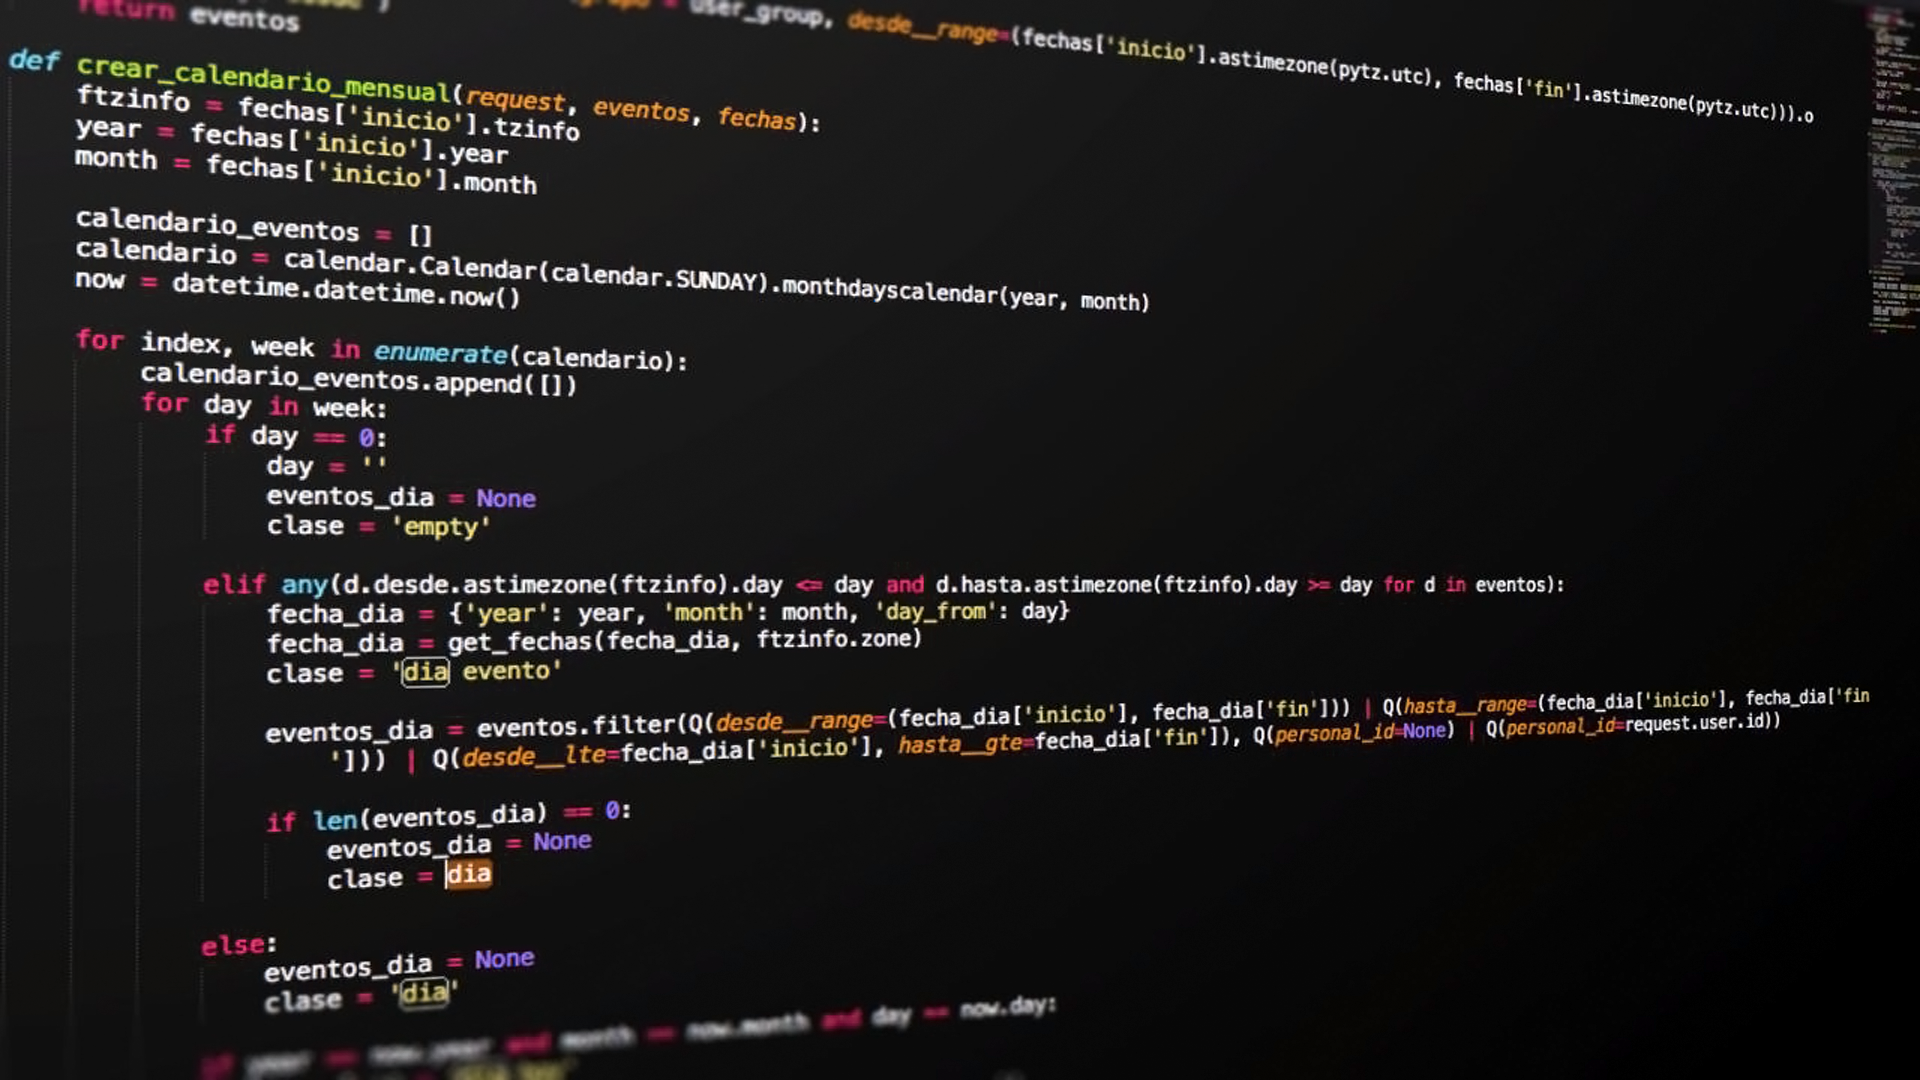 return eventos
user_group, desde__range=(fechas['inicio'].astimezone(pytz.utc), fechas['fin'].astimezone(pytz.utc))).o
def crear_calendario_mensual(request, eventos, fechas):
ftzinfo = fechas['inicio'].tzinfo
year = fechas['inicio'].year
month = fechas['inicio'].month
calendario_eventos = []
calendario = calendar.Calendar(calendar.SUNDAY).monthdayscalendar(year, month)
now = datetime.datetime.now()
for index, week in enumerate(calendario):
calendario_eventos.append([])
for day in week:
if day == 0:
day = ''
eventos_dia = None
clase = 'empty'
elif any(d.desde.astimezone(ftzinfo).day <= day and d.hasta.astimezone(ftzinfo).day >= day for d in eventos):
fecha_dia = {'year': year, 'month': month, 'day_from': day}
fecha_dia = get_fechas(fecha_dia, ftzinfo.zone)
clase = 'dia evento'
eventos_dia = eventos.filter(Q(desde__range=(fecha_dia['inicio'], fecha_dia['fin'])) | Q(hasta__range=(fecha_dia['inicio'], fecha_dia['fin
'])) | Q(desde__lte=fecha_dia['inicio'], hasta__gte=fecha_dia['fin']), Q(personal_id=None) | Q(personal_id=request.user.id))
if len(eventos_dia) == 0:
eventos_dia = None
clase = dia
else:
eventos_dia = None
clase = 'dia'
if year == now.year and month == now.month and day == now.day: